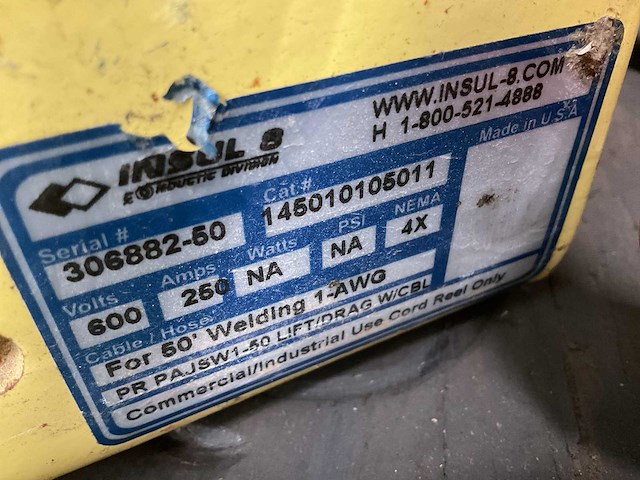 INSUL 8
CONDUCTIC DIVISION
WWW.INSUL-8.COM
H 1-800-521-4888
Made in U.S.A
Serial #
306882-50
Cat.#
145010105011
Volts
600
Amps
250
Watts
NA
PSI
NA
NEMA
4X
Cable / Hose
For 50' Welding 1-AWG
PR PAJSW1-50 LIFT/DRAG W/CBL
Commercial/Industrial Use Cord Reel Only